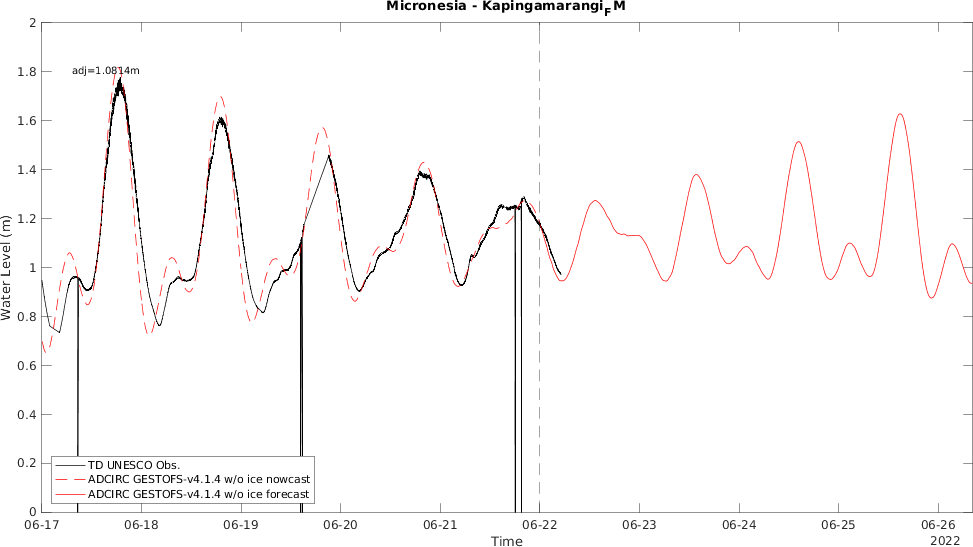 Micronesia - Kapingamarangi_F M
adj=1.0814m
2
1.8
1.6
1.4
1.2
1
0.8
0.6
0.4
0.2
0
Water Level (m)
TD UNESCO Obs.
ADCIRC GESTOFS-v4.1.4 w/o ice nowcast
ADCIRC GESTOFS-v4.1.4 w/o ice forecast
06-17 06-18 06-19 06-20 06-21 06-22 06-23 06-24 06-25 06-26
Time
2022